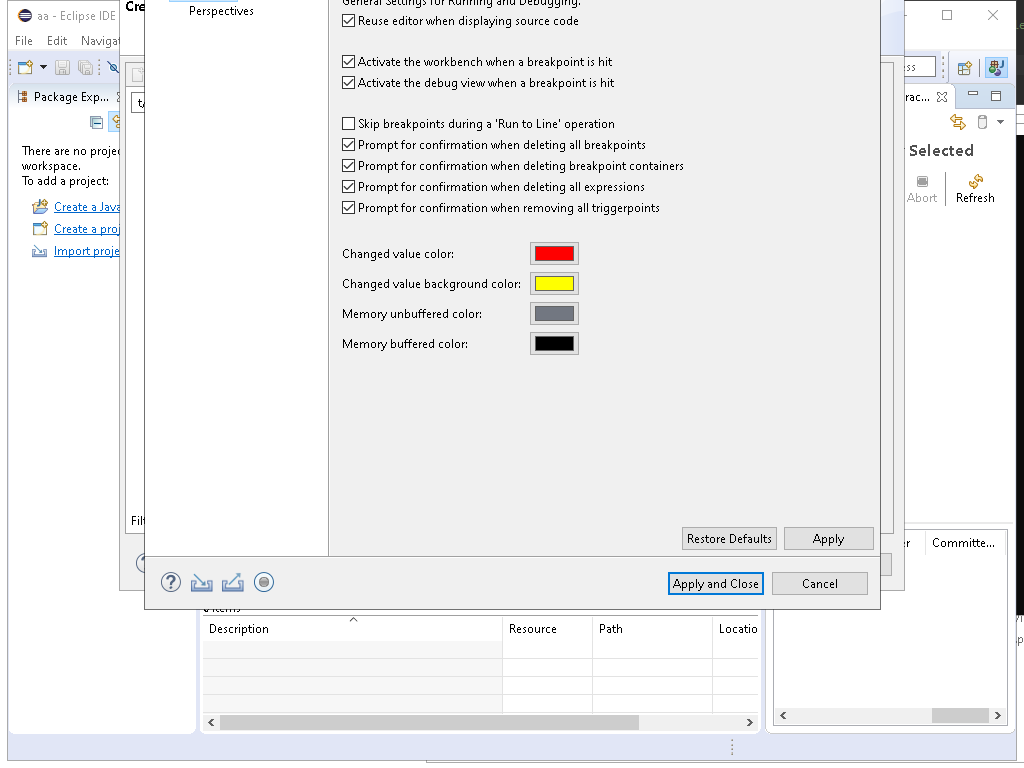 aa - Eclipse IDE
Cre
Perspectives
General Settings for Running and Debugging.
Reuse editor when displaying source code
File Edit Navigat
Activate the workbench when a breakpoint is hit
Activate the debug view when a breakpoint is hit
ss
Package Exp...
rac...
t/
There are no proje
workspace.
To add a project:
Create a Java
Create a proj
Import proje
Skip breakpoints during a 'Run to Line' operation
Prompt for confirmation when deleting all breakpoints
Prompt for confirmation when deleting breakpoint containers
Prompt for confirmation when deleting all expressions
Prompt for confirmation when removing all triggerpoints
Selected
Abort
Refresh
Changed value color:
Changed value background color:
Memory unbuffered color:
Memory buffered color:
Filt
Restore Defaults
Apply
er
Committe...
Apply and Close
Cancel
items
Description
Resource
Path
Locatio